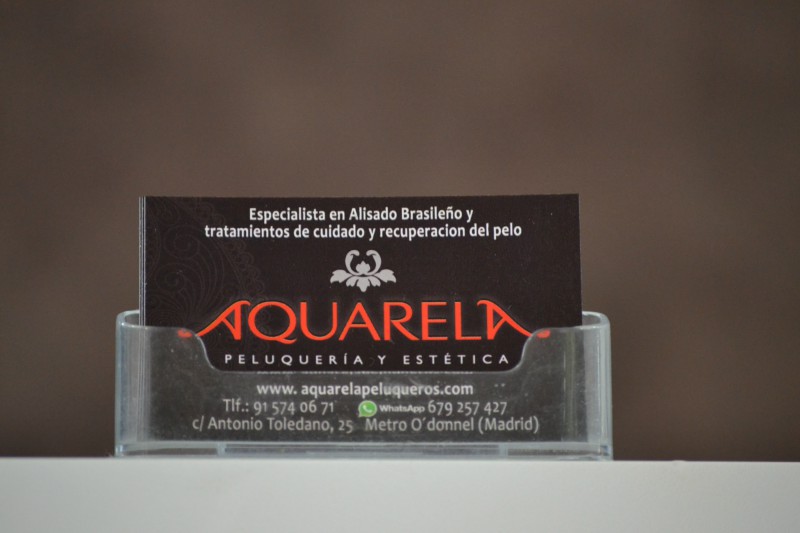 Especialista en Alisado Brasileño y
tratamientos de cuidado y recuperacion del pelo
AQUARELA
PELUQUERÍA Y ESTÉTICA
www. aquarelapeluqueros.com
Tlf.: 91 574 06 71 WhatsApp 679 257 427
c/ Antonio Toledano, 25 Metro O´donnel (Madrid)